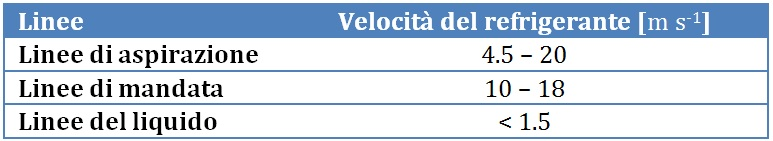 Linee Velocità del refrigerante [m s-1]
Linee di aspirazione 4.5 – 20
Linee di mandata 10 – 18
Linee del liquido < 1.5